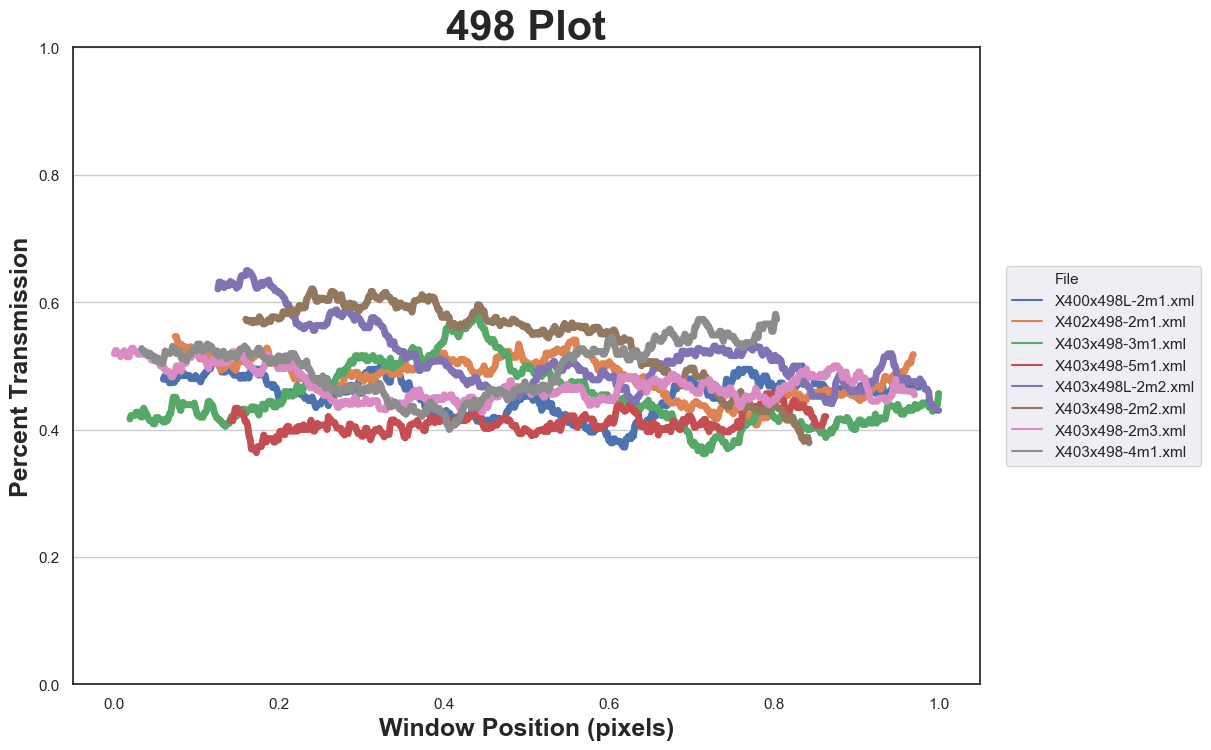 498 Plot
Percent Transmission
1.0
0.8
0.6
0.4
0.2
0.0
0.0 0.2 0.4 0.6 0.8 1.0
Window Position (pixels)
File
X400x498L-2m1.xml
X402x498-2m1.xml
X403x498-3m1.xml
X403x498-5m1.xml
X403x498L-2m2.xml
X403x498-2m2.xml
X403x498-2m3.xml
X403x498-4m1.xml